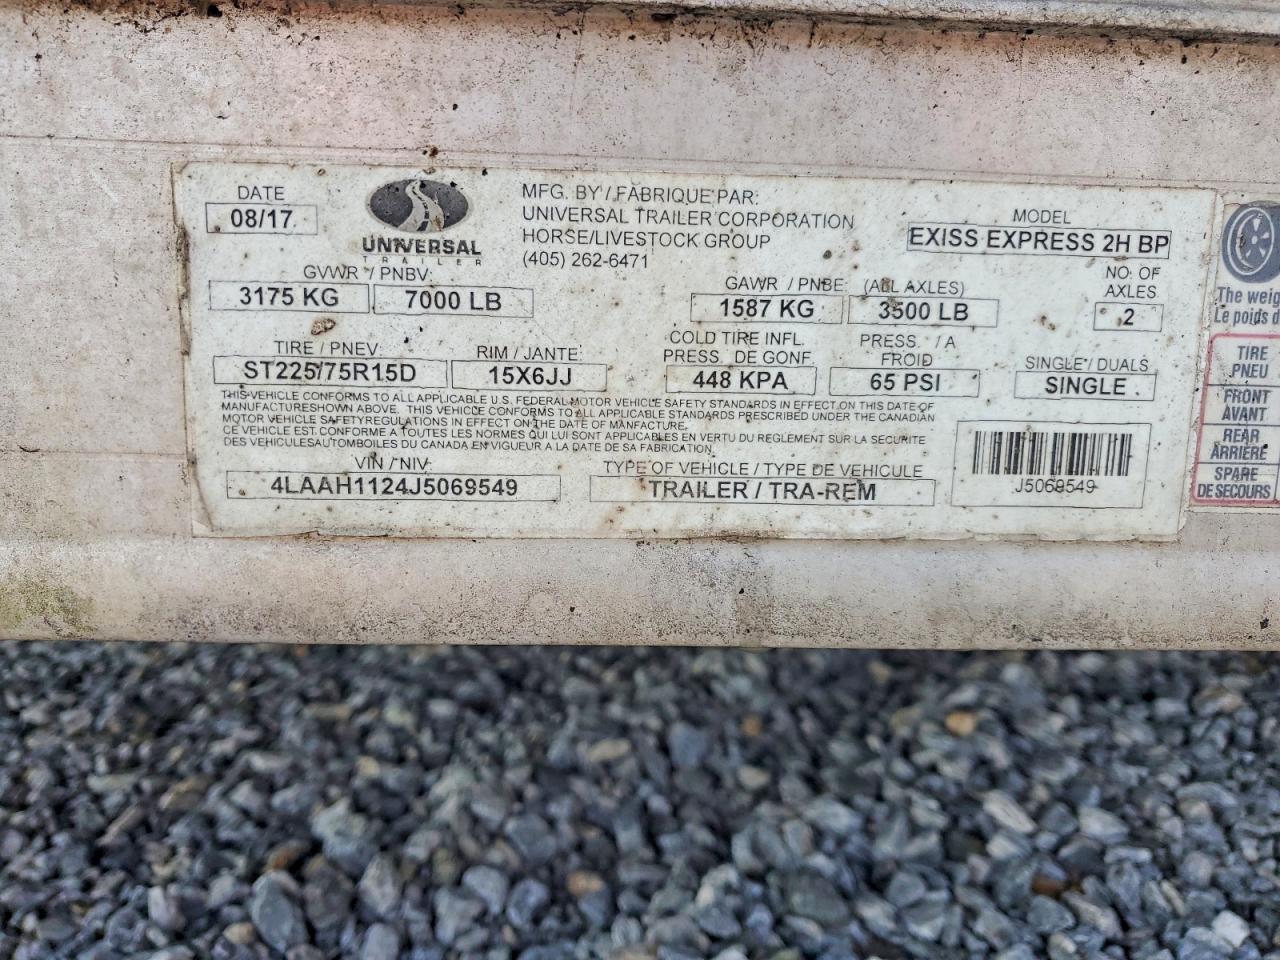 DATE
08/17
UNIVERSAL
TRAILER
MFG. BY / FABRIQUE PAR:
UNIVERSAL TRAILER CORPORATION
HORSE/LIVESTOCK GROUP
(405) 262-6471
MODEL
EXISS EXPRESS 2H BP
GVWR / PNBV:
3175 KG 7000 LB
GAWR / PNBE: (ALL AXLES)
1587 KG 3500 LB
NO. OF
AXLES
2
TIRE / PNEV: RIM / JANTE:
ST225/75R15D 15X6JJ
COLD TIRE INFL. PRESS. / A
PRESS. DE GONF. FROID
448 KPA 65 PSI
SINGLE / DUALS
SINGLE
THIS VEHICLE CONFORMS TO ALL APPLICABLE U.S. FEDERAL MOTOR VEHICLE SAFETY STANDARDS IN EFFECT ON THIS DATE OF
MANUFACTURESHOWN ABOVE. THIS VEHICLE CONFORMS TO ALL APPLICABLE STANDARDS PRESCRIBED UNDER THE CANADIAN
MOTOR VEHICLE SAFETYREGULATIONS IN EFFECT ON THE DATE OF MANUFACTURE.
CE VEHICLE EST CONFORME A TOUTES LES NORMES QUI LUI SONT APPLICABLES EN VERTU DU REGLEMENT SUR LA SECURITE
DES VEHICULESAUTOMBOILES DU CANADA EN VIGUEUR A LA DATE DE SA FABRICATION.
VIN / NIV:
4LAAH1124J5069549
TYPE OF VEHICLE / TYPE DE VEHICULE
TRAILER / TRA-REM
J5069549
The weig
Le poids d
TIRE
PNEU
FRONT
AVANT
REAR
ARRIÈRE
SPARE
DE SECOURS